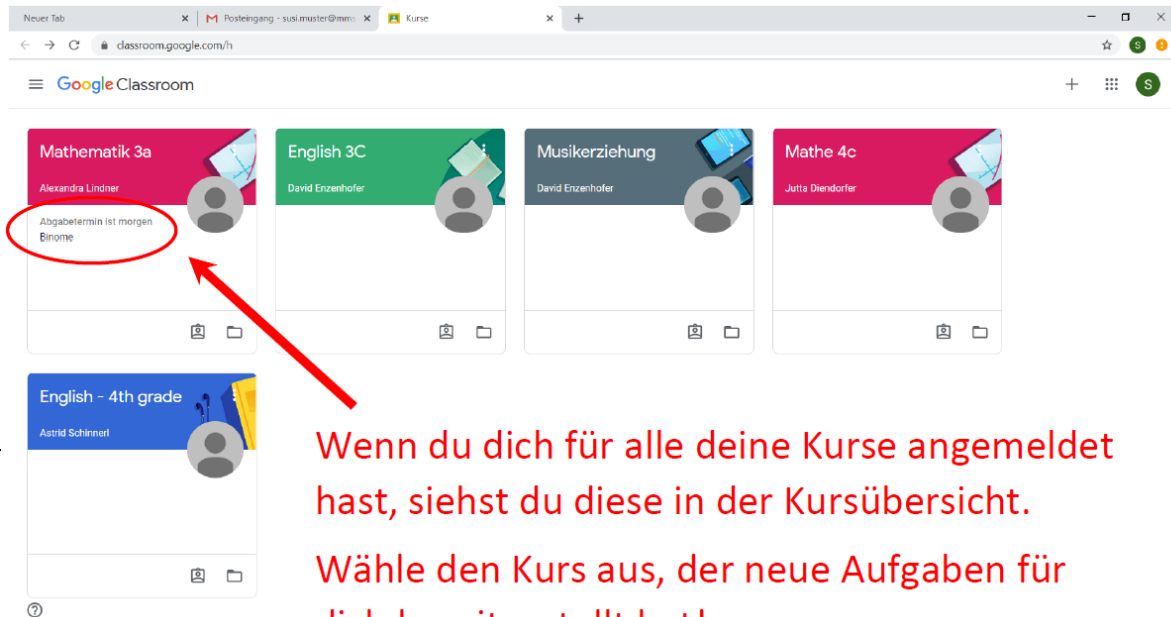 Neuer Tab
Posteingang - susi.muster@mms
Kurse
classroom.google.com/h
S
Google Classroom
S
Mathematik 3a
Alexandra Lindner
Abgabetermin ist morgen
Binome
English 3C
David Enzenhofer
Musikerziehung
David Enzenhofer
Mathe 4c
Jutta Diendorfer
English - 4th grade
Astrid Schinnerl
Wenn du dich für alle deine Kurse angemeldet
hast, siehst du diese in der Kursübersicht.
Wähle den Kurs aus, der neue Aufgaben für